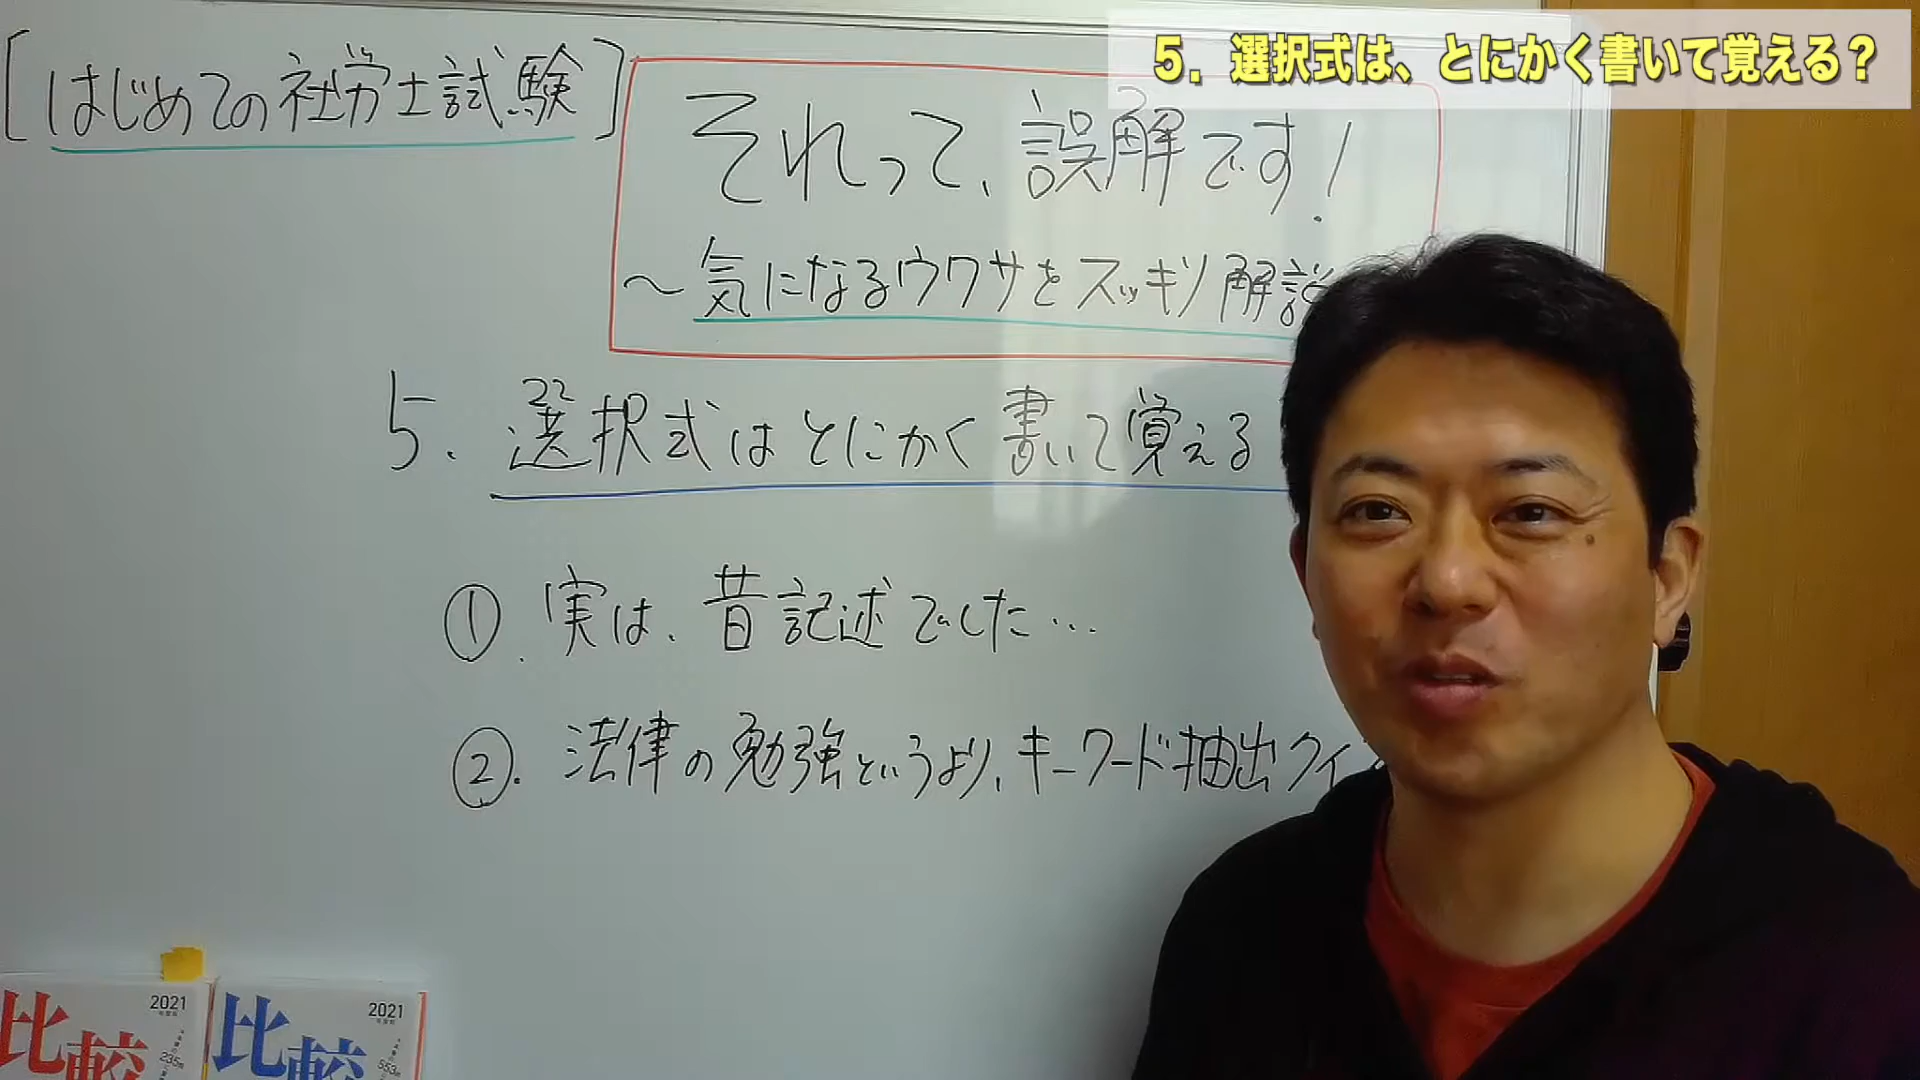 5. 選択式は、とにかく書いて覚える？
[はじめての社労士試験]
それって、誤解です！
～気になるウワサをスッキリ解説
5. 選択式はとにかく書いて覚える
①. 実は、昔記述でした…
②. 法律の勉強というより、キーワード抽出クイ
比較 2021
比較 2021